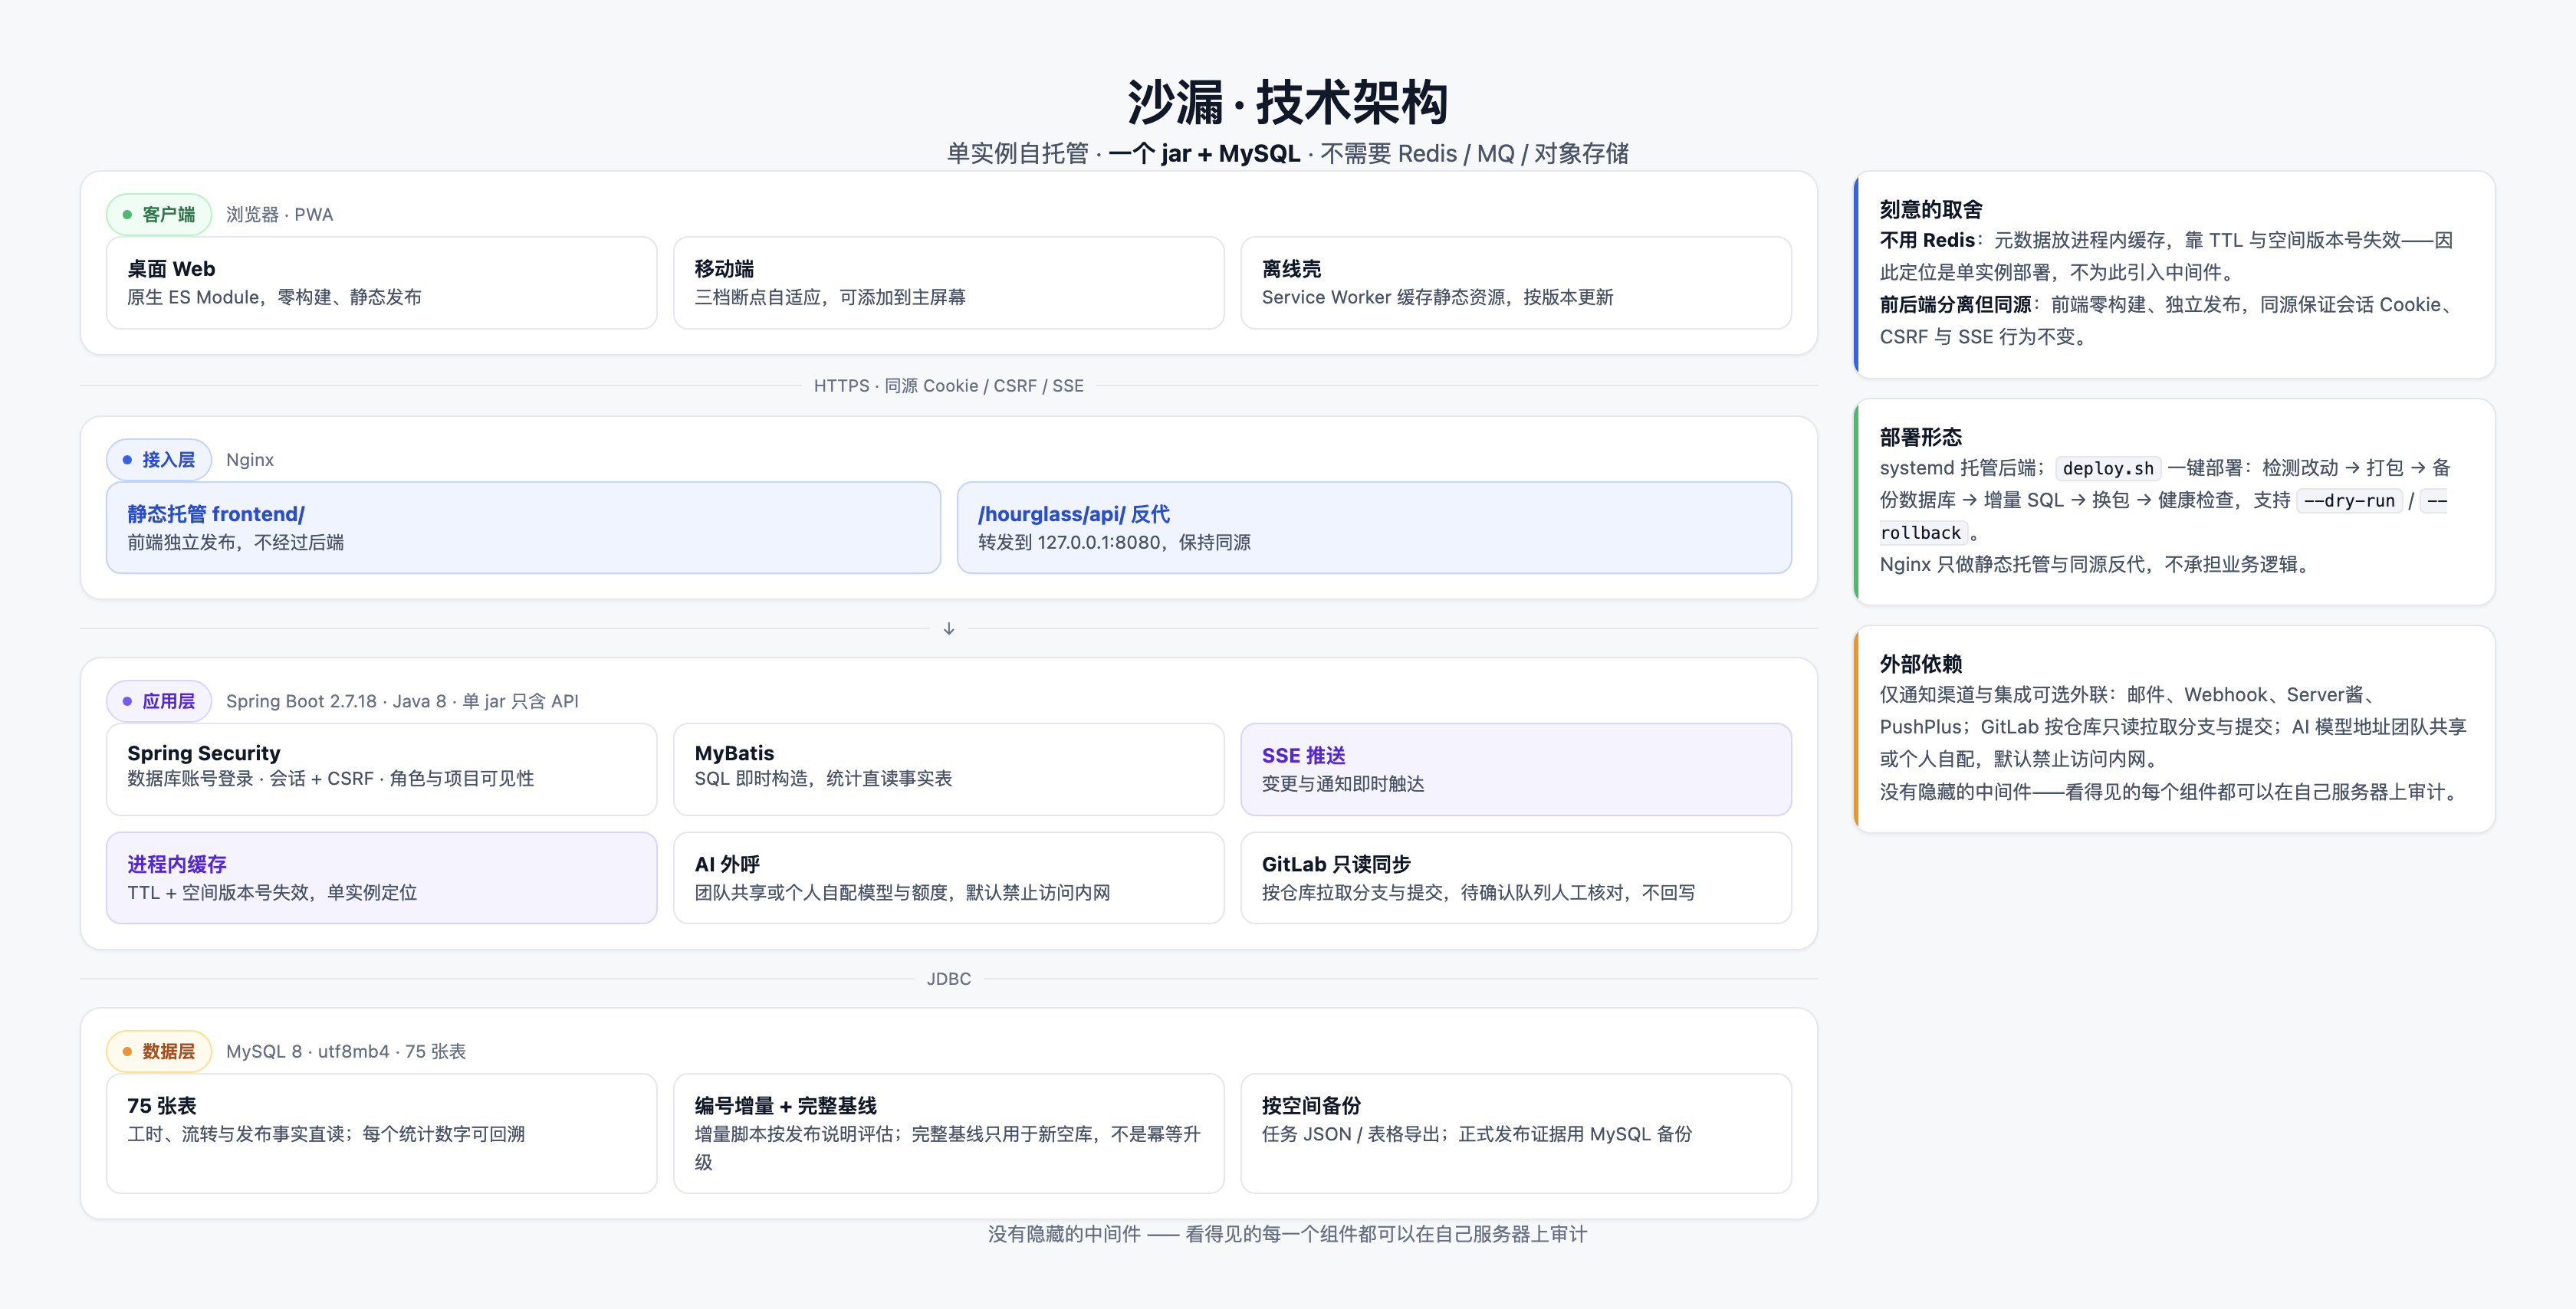 沙漏 · 技术架构
单实例自托管 · 一个 jar + MySQL · 不需要 Redis / MQ / 对象存储
客户端 浏览器 · PWA
桌面 Web
原生 ES Module，零构建、静态发布
移动端
三档断点自适应，可添加到主屏幕
离线壳
Service Worker 缓存静态资源，按版本更新
HTTPS · 同源 Cookie / CSRF / SSE
接入层 Nginx
静态托管 frontend/
前端独立发布，不经过后端
/hourglass/api/ 反代
转发到 127.0.0.1:8080，保持同源
↓
应用层 Spring Boot 2.7.18 · Java 8 · 单 jar 只含 API
Spring Security
数据库账号登录 · 会话 + CSRF · 角色与项目可见性
MyBatis
SQL 即时构造，统计直读事实表
SSE 推送
变更与通知即时触达
进程内缓存
TTL + 空间版本号失效，单实例定位
AI 外呼
团队共享或个人自配模型与额度，默认禁止访问内网
GitLab 只读同步
按仓库拉取分支与提交，待确认队列人工核对，不回写
JDBC
数据层 MySQL 8 · utf8mb4 · 75 张表
75 张表
工时、流转与发布事实直读；每个统计数字可回溯
编号增量 + 完整基线
增量脚本按发布说明评估；完整基线只用于新空库，不是幂等升
级
按空间备份
任务 JSON / 表格导出；正式发布证据用 MySQL 备份
刻意的取舍
不用 Redis：元数据放进程内缓存，靠 TTL 与空间版本号失效——因
此定位是单实例部署，不为此引入中间件。
前后端分离但同源：前端零构建、独立发布，同源保证会话 Cookie、
CSRF 与 SSE 行为不变。
部署形态
systemd 托管后端；deploy.sh 一键部署：检测改动 → 打包 → 备
份数据库 → 增量 SQL → 换包 → 健康检查，支持 --dry-run / --
rollback。
Nginx 只做静态托管与同源反代，不承担业务逻辑。
外部依赖
仅通知渠道与集成可选外联：邮件、Webhook、Server酱、
PushPlus；GitLab 按仓库只读拉取分支与提交；AI 模型地址团队共享
或个人自配，默认禁止访问内网。
没有隐藏的中间件——看得见的每个组件都可以在自己服务器上审计。
没有隐藏的中间件 —— 看得见的每一个组件都可以在自己服务器上审计